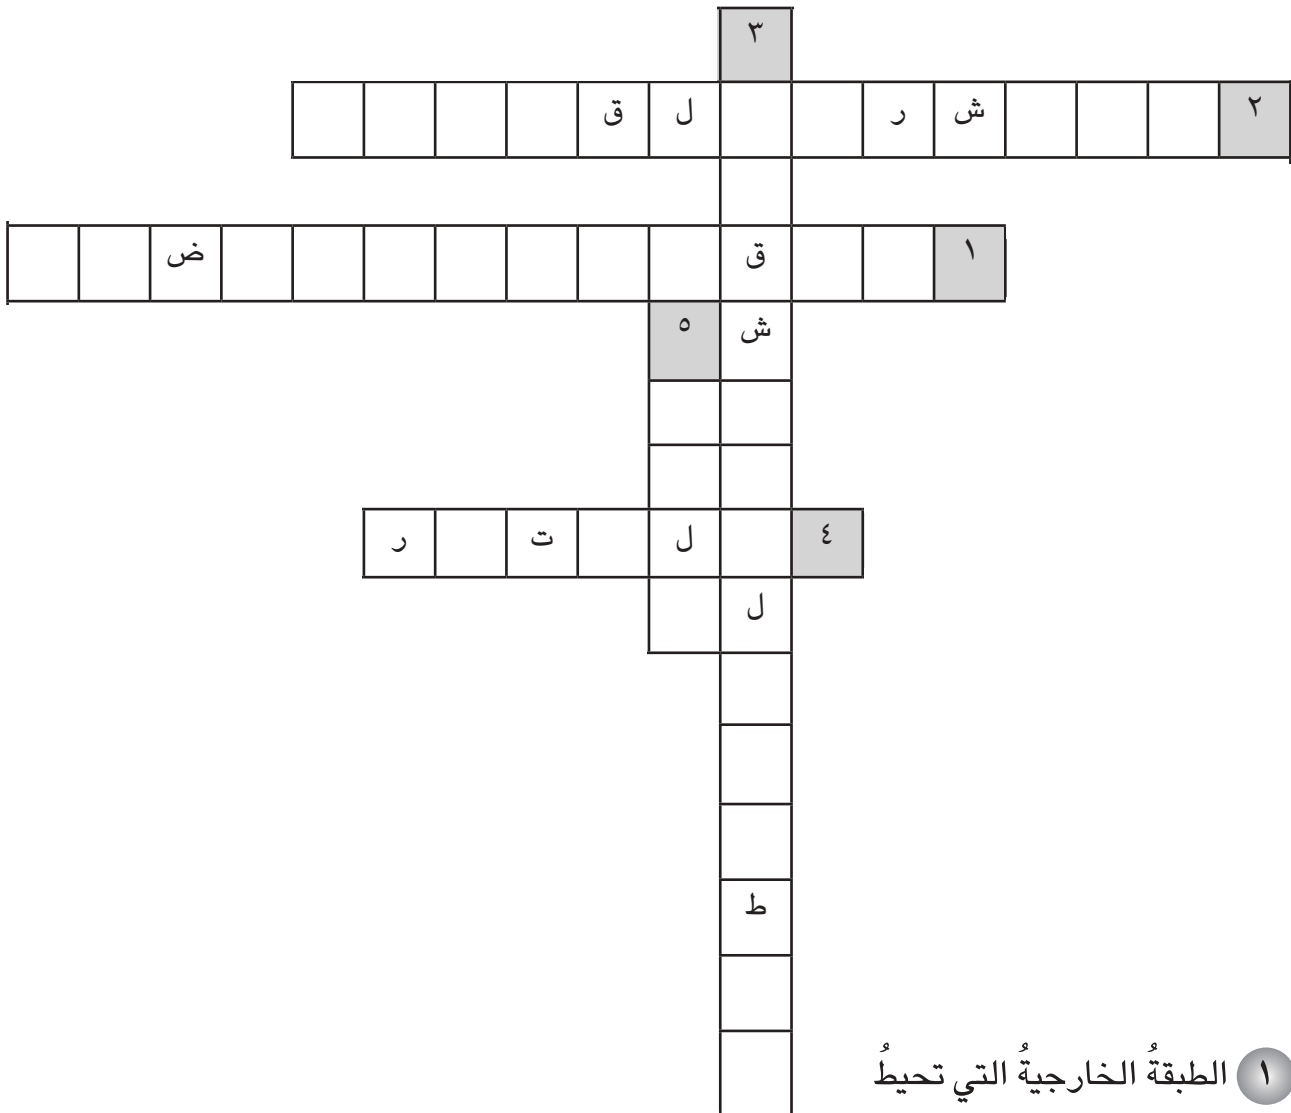 ٣
٢ ش ر ل ق
١ ق ض
٥ ش
٤ ل ت ر
ل
ط
١ الطبقةُ الخارجيةُ التي تحيطُ